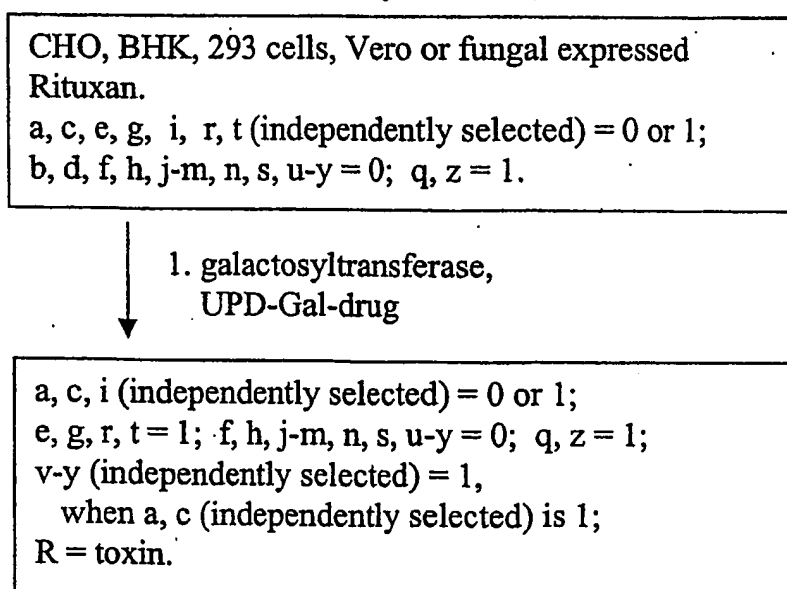 CHO, BHK, 293 cells, Vero or fungal expressed
Rituxan.
a, c, e, g, i, r, t (independently selected) = 0 or 1;
b, d, f, h, j-m, n, s, u-y = 0; q, z = 1.
1. galactosyltransferase,
UPD-Gal-drug
a, c, i (independently selected) = 0 or 1;
e, g, r, t = 1; f, h, j-m, n, s, u-y = 0; q, z = 1;
v-y (independently selected) = 1,
when a, c (independently selected) is 1;
R = toxin.